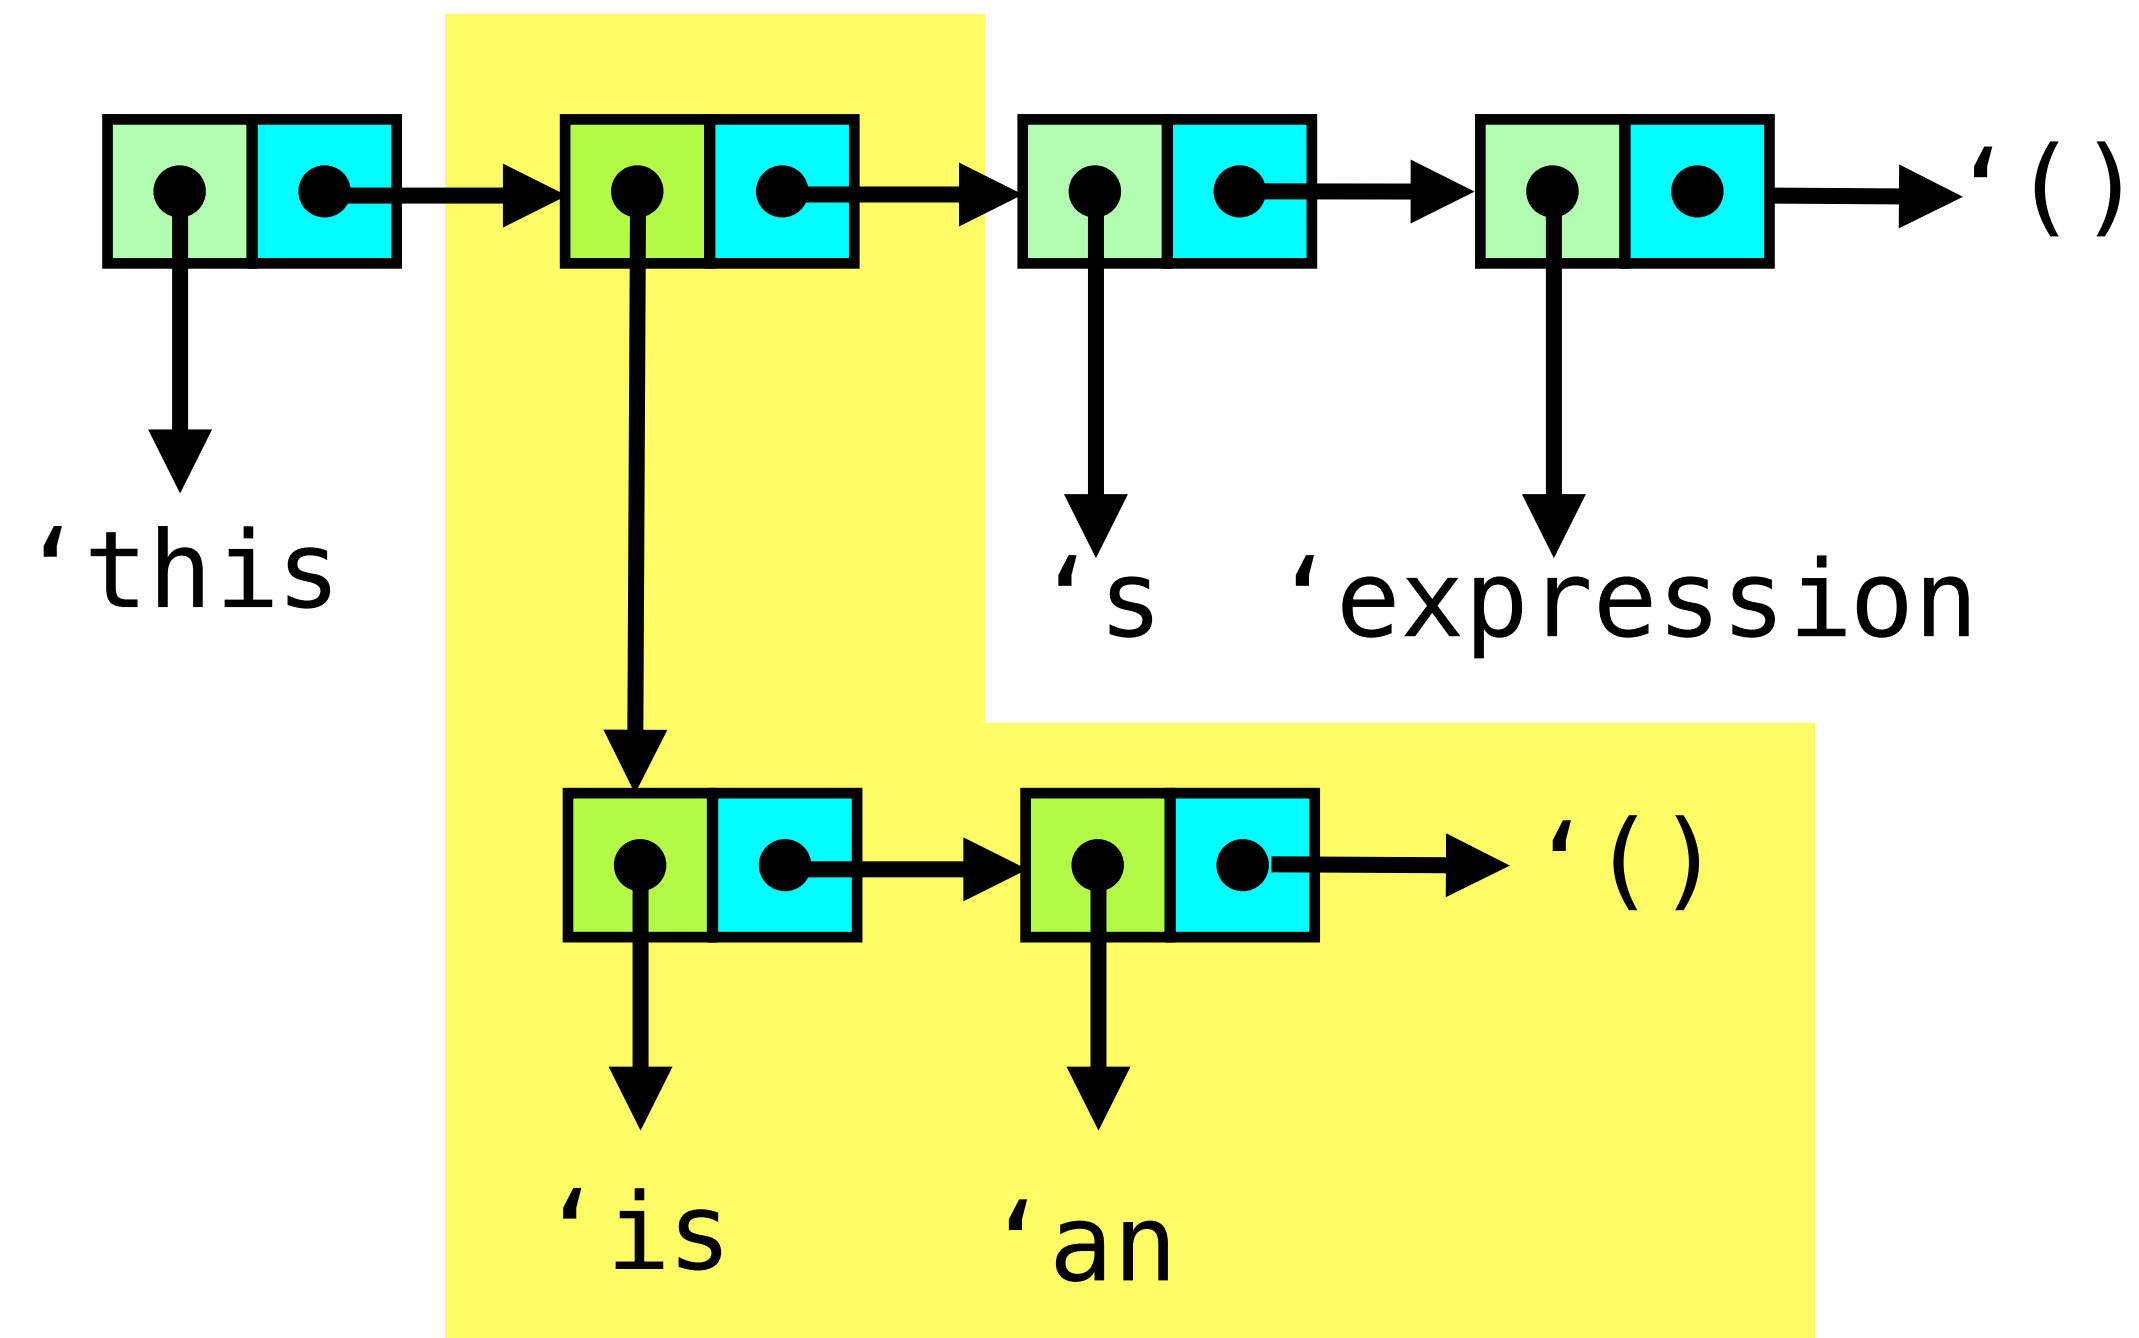 ‘()
‘this
‘s ‘expression
‘()
‘is ‘an